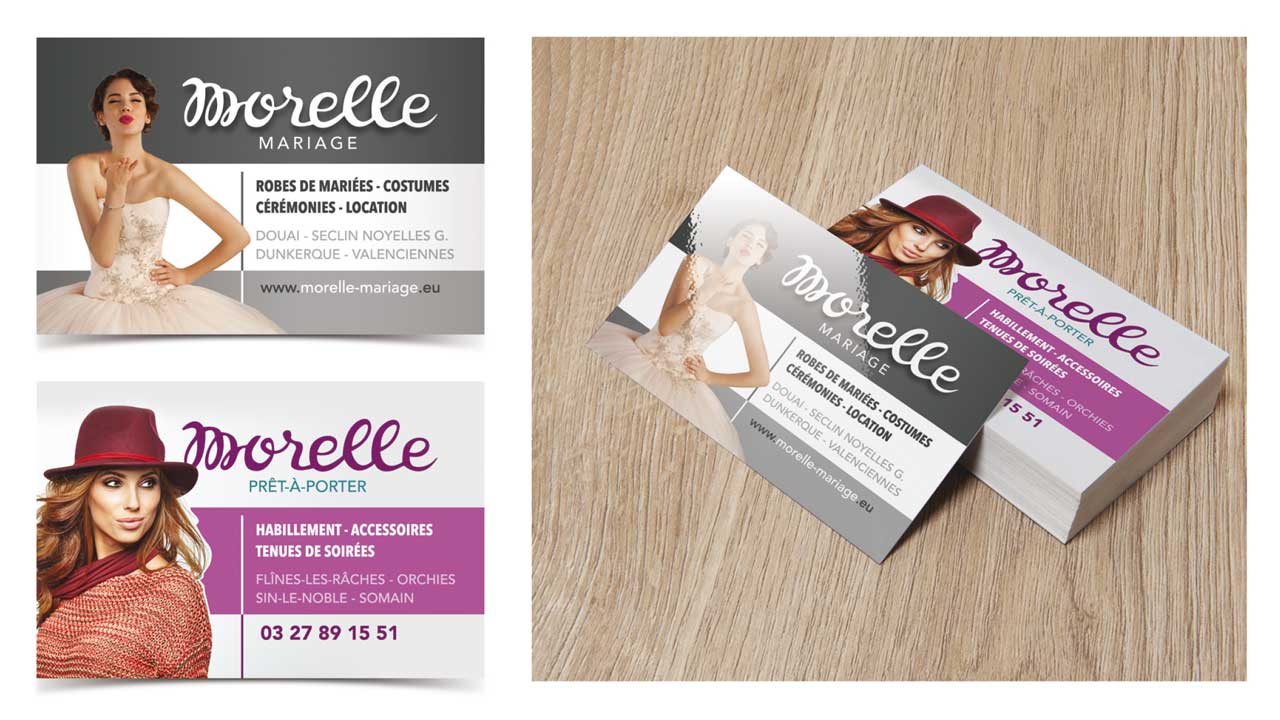 Morelle
MARIAGE
ROBES DE MARIÉES - COSTUMES
CÉRÉMONIES - LOCATION
DOUAI - SECLIN NOYELLES G.
DUNKERQUE - VALENCIENNES
www.morelle-mariage.eu
Morelle
PRÊT-À-PORTER
HABILLEMENT - ACCESSOIRES
TENUES DE SOIRÉES
FLÎNES-LES-RÂCHES - ORCHIES
SIN-LE-NOBLE - SOMAIN
03 27 89 15 51
Morelle
MARIAGE
ROBES DE MARIÉES - COSTUMES
CÉRÉMONIES - LOCATION
DOUAI - SECLIN NOYELLES G.
DUNKERQUE - VALENCIENNES
www.morelle-mariage.eu
Morelle
PRÊT-À-PORTER
HABILLEMENT - ACCESSOIRES
TENUES DE SOIRÉES
RÂCHES - ORCHIES
- SOMAIN
15 51